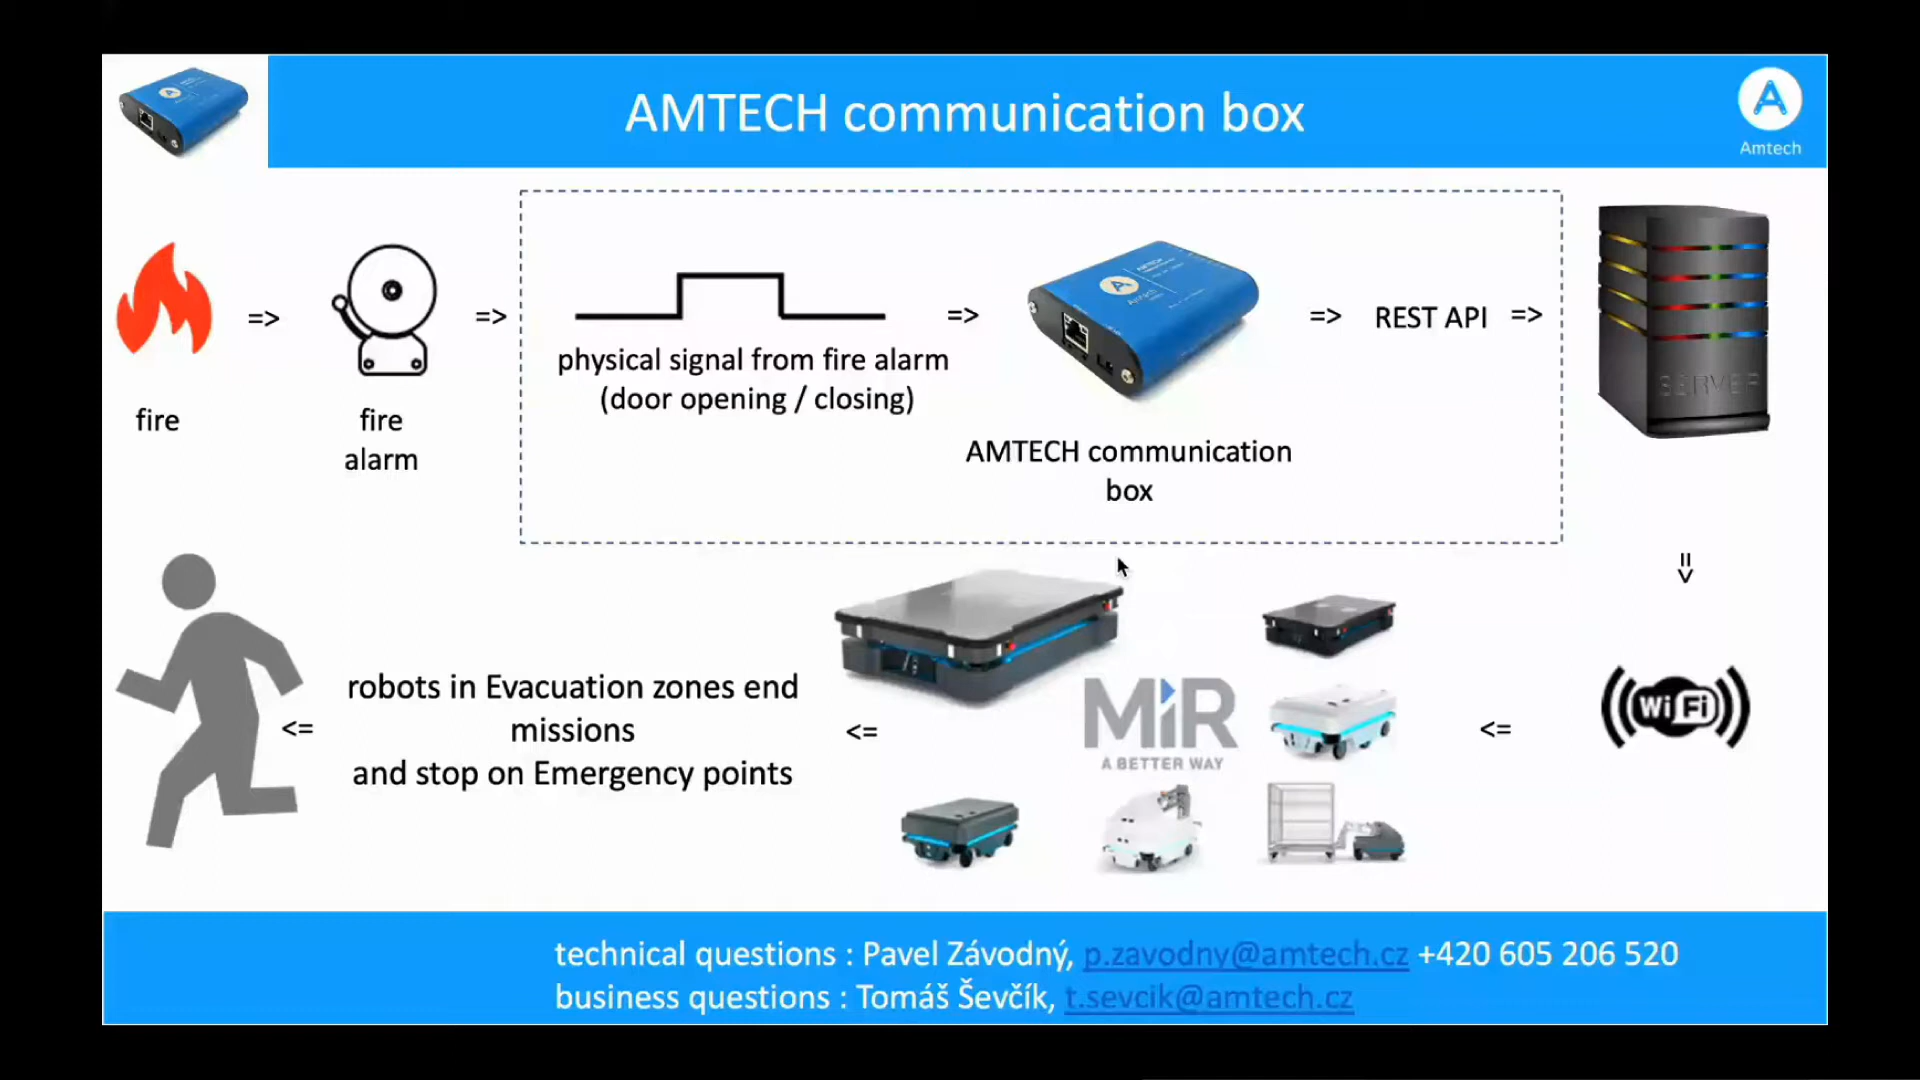 AMTECH communication box
Amtech
fire
fire
alarm
physical signal from fire alarm
(door opening / closing)
AMTECH communication
box
REST API
SERVER
WiFi
MiR
A BETTER WAY
robots in Evacuation zones end
missions
and stop on Emergency points
technical questions : Pavel Závodný, p.zavodny@amtech.cz +420 605 206 520
business questions : Tomáš Ševčík, t.sevcik@amtech.cz